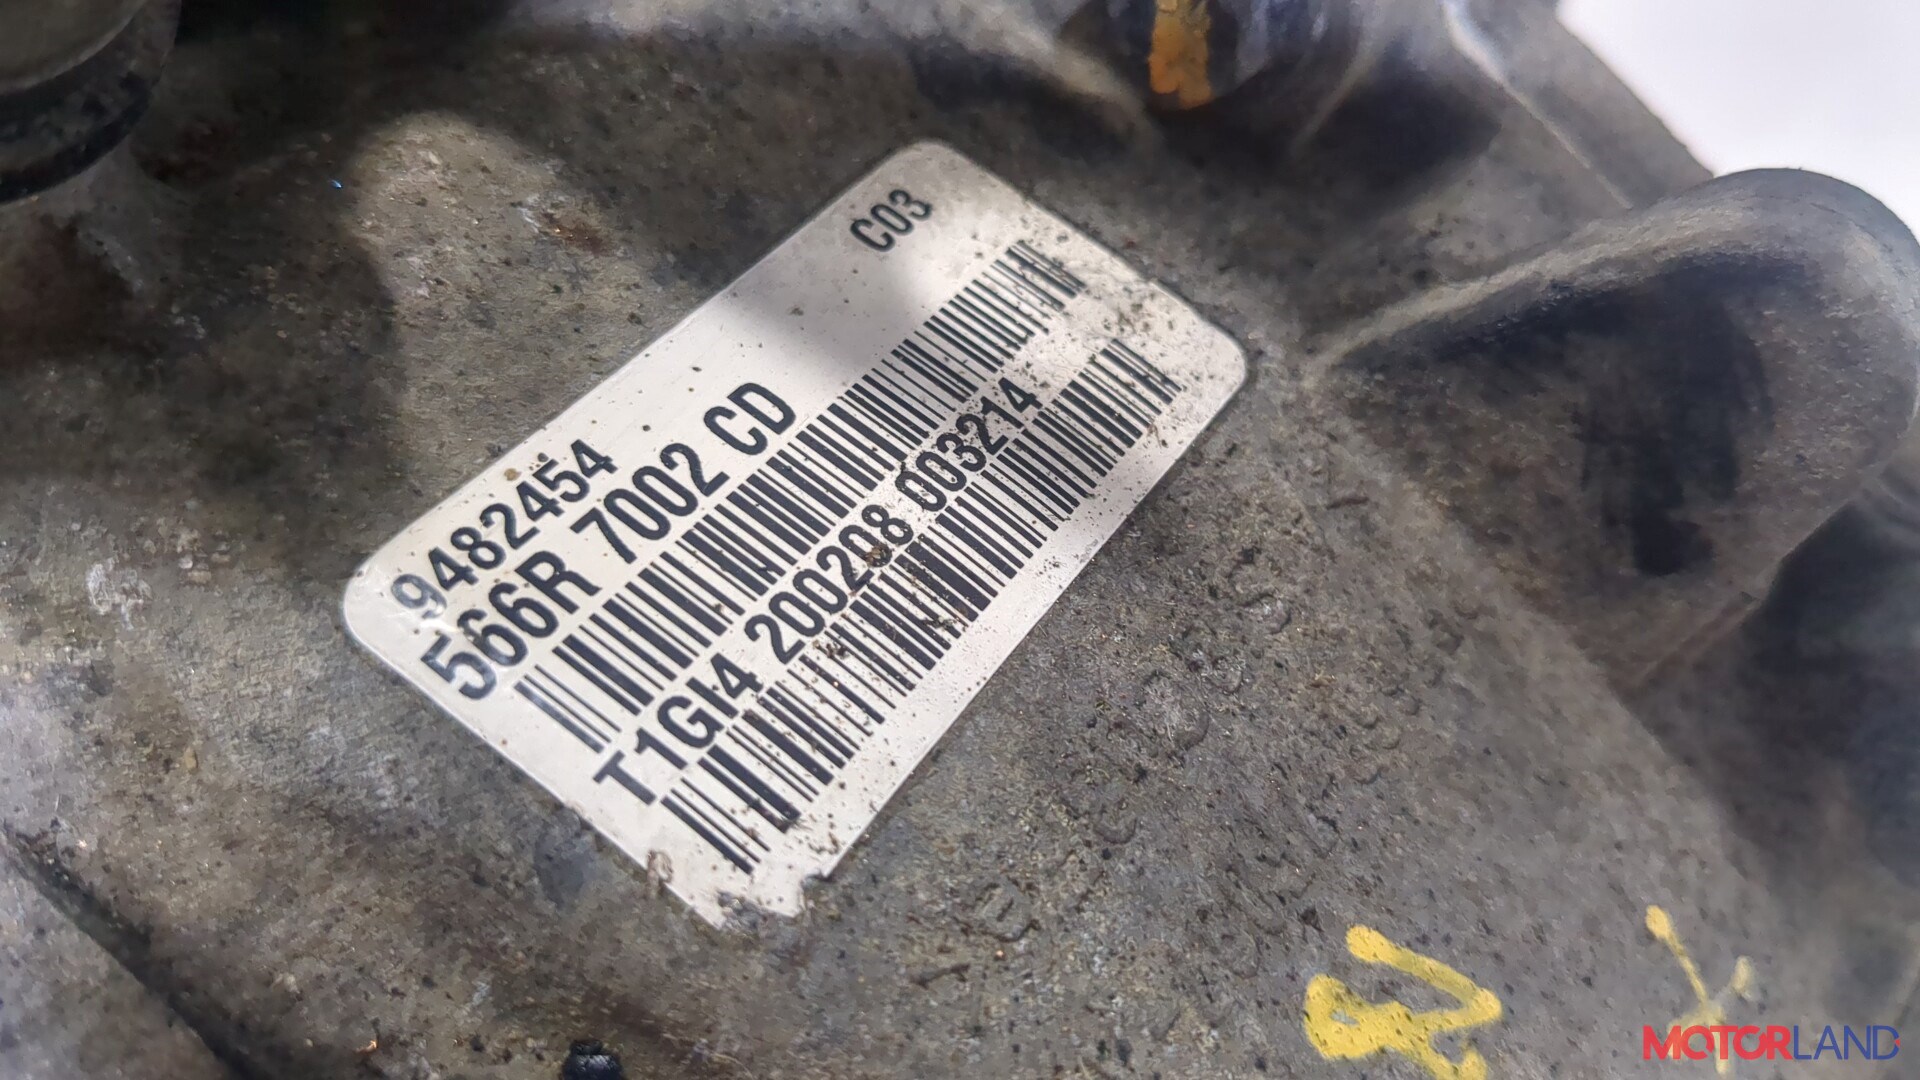 C03
9482454
566R 7002 CD
T1GI4 200208 003214
MOTORLAND